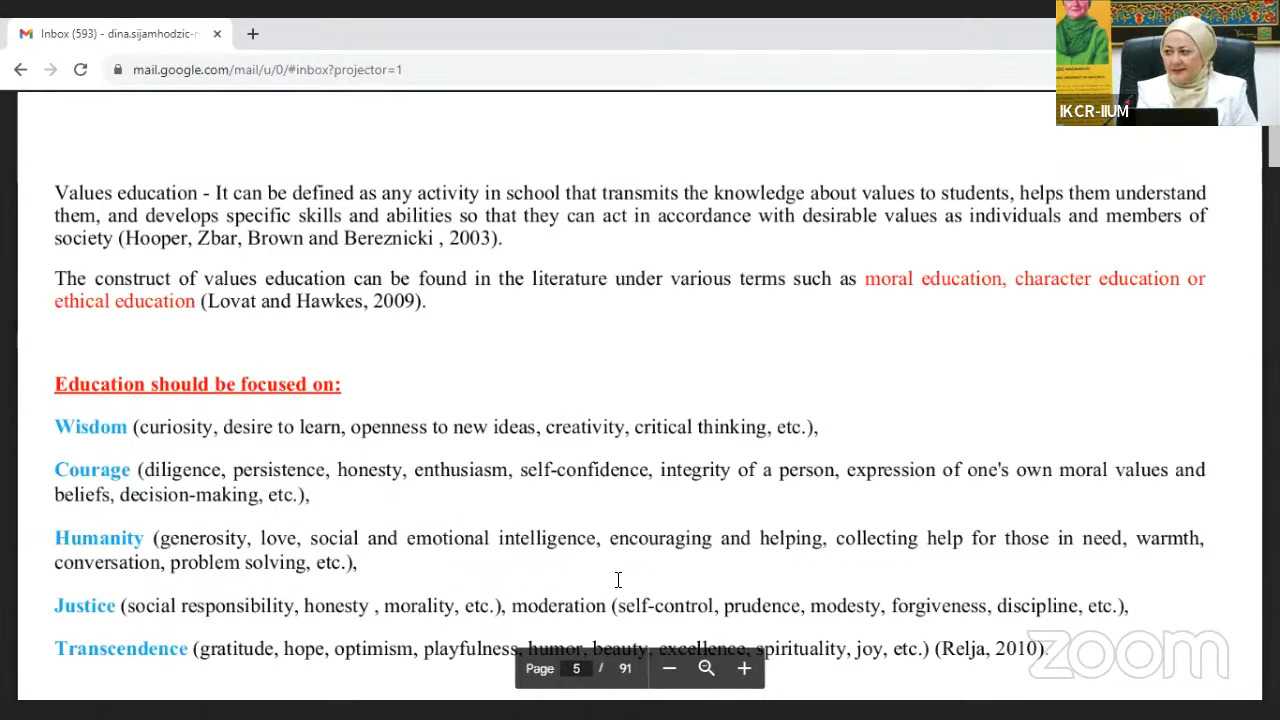 Inbox (593) - dina.sijamhodzic-
mail.google.com/mail/u/0/#inbox?projector=1
IKCR-IIUM
Values education - It can be defined as any activity in school that transmits the knowledge about values to students, helps them understand
them, and develops specific skills and abilities so that they can act in accordance with desirable values as individuals and members of
society (Hooper, Zbar, Brown and Bereznicki , 2003).
The construct of values education can be found in the literature under various terms such as moral education, character education or
ethical education (Lovat and Hawkes, 2009).
Education should be focused on:
Wisdom (curiosity, desire to learn, openness to new ideas, creativity, critical thinking, etc.),
Courage (diligence, persistence, honesty, enthusiasm, self-confidence, integrity of a person, expression of one's own moral values and
beliefs, decision-making, etc.),
Humanity (generosity, love, social and emotional intelligence, encouraging and helping, collecting help for those in need, warmth,
conversation, problem solving, etc.),
Justice (social responsibility, honesty , morality, etc.), moderation (self-control, prudence, modesty, forgiveness, discipline, etc.),
Transcendence (gratitude, hope, optimism, playfulness, humor, beauty, excellence, spirituality, joy, etc.) (Relja, 2010).
Page 5 / 91
zoom